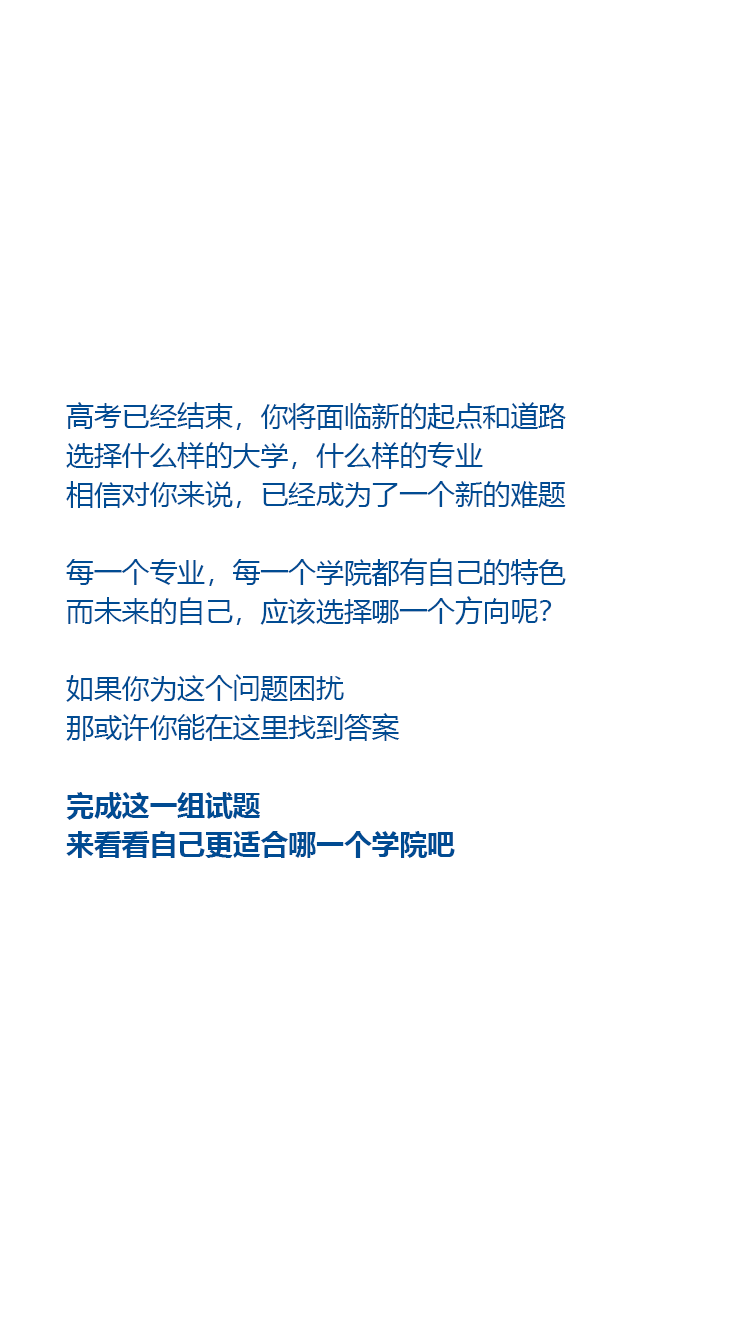 高考已经结束，你将面临新的起点和道路
选择什么样的大学，什么样的专业
相信对你来说，已经成为了一个新的难题
每一个专业，每一个学院都有自己的特色
而未来的自己，应该选择哪一个方向呢？
如果你为这个问题困扰
那或许你能在这里找到答案
完成这一组试题
来看看自己更适合哪一个学院吧